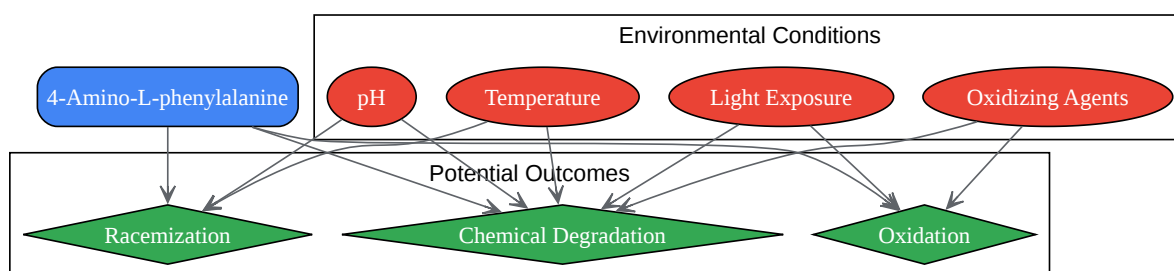 Environmental Conditions
4-Amino-L-phenylalanine
pH
Temperature
Light Exposure
Oxidizing Agents
Potential Outcomes
Racemization
Chemical Degradation
Oxidation